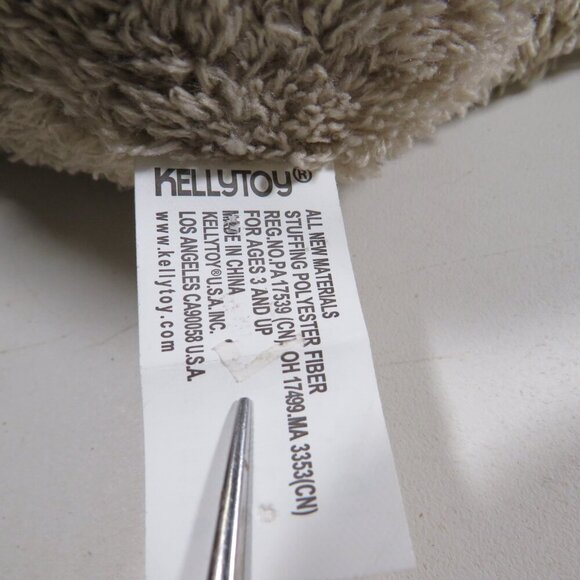 KELLYTOY®
ALL NEW MATERIALS
STUFFING POLYESTER FIBER
REG.NO.PA 17539 (CN), OH 17499.MA 3353(CN)
FOR AGES 3 AND UP
MADE IN CHINA
KELLYTOY®U.S.A.INC.
LOS ANGELES CA90058 U.S.A.
www.kellytoy.com